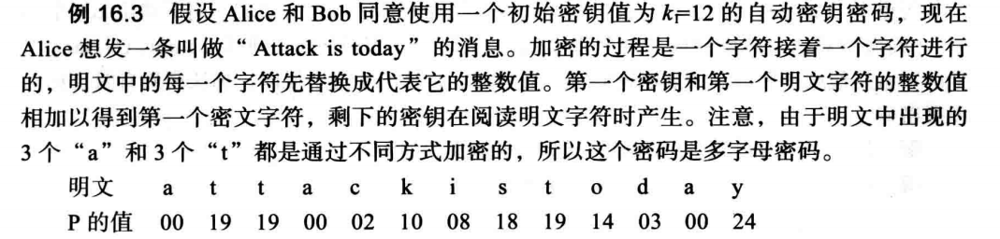 例 16.3 假设 Alice 和 Bob 同意使用一个初始密钥值为 k₁=12 的自动密钥密码，现在
Alice 想发一条叫做“ Attack is today”的消息。加密的过程是一个字符接着一个字符进行
的，明文中的每一个字符先替换成代表它的整数值。第一个密钥和第一个明文字符的整数值
相加以得到第一个密文字符，剩下的密钥在阅读明文字符时产生。注意，由于明文中出现的
3 个“a”和 3 个“t”都是通过不同方式加密的，所以这个密码是多字母密码。
明文 a t t a c k i s t o d a y
P 的值 00 19 19 00 02 10 08 18 19 14 03 00 24